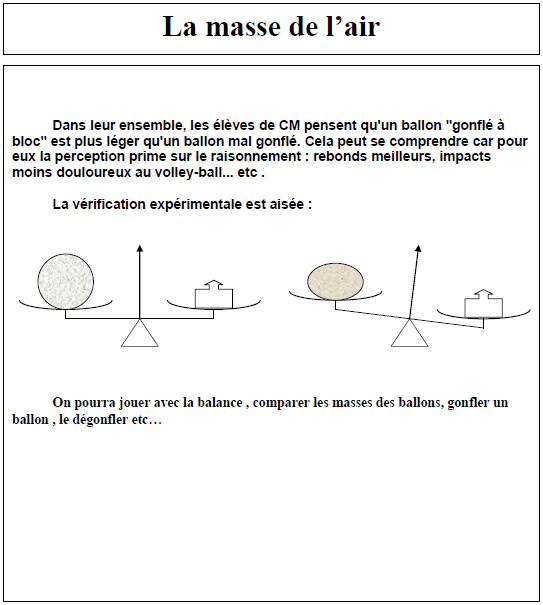 La masse de l'air
Dans leur ensemble, les élèves de CM pensent qu'un ballon "gonflé à
bloc" est plus léger qu'un ballon mal gonflé. Cela peut se comprendre car pour
eux la perception prime sur le raisonnement : rebonds meilleurs, impacts
moins douloureux au volley-ball... etc .
La vérification expérimentale est aisée :
On pourra jouer avec la balance , comparer les masses des ballons, gonfler un
ballon , le dégonfler etc…